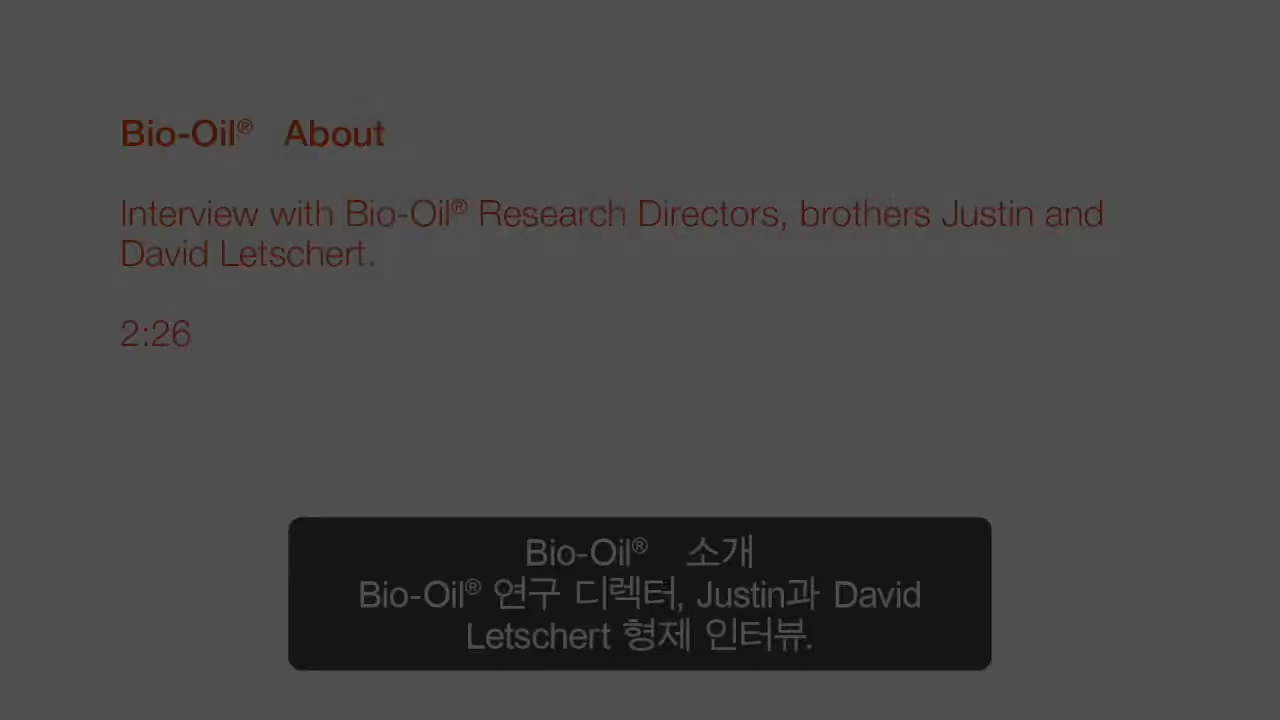 Bio-Oil® About
Interview with Bio-Oil® Research Directors, brothers Justin and
David Letschert.
2:26
Bio-Oil® 소개
Bio-Oil® 연구 디렉터, Justin과 David
Letschert 형제 인터뷰.